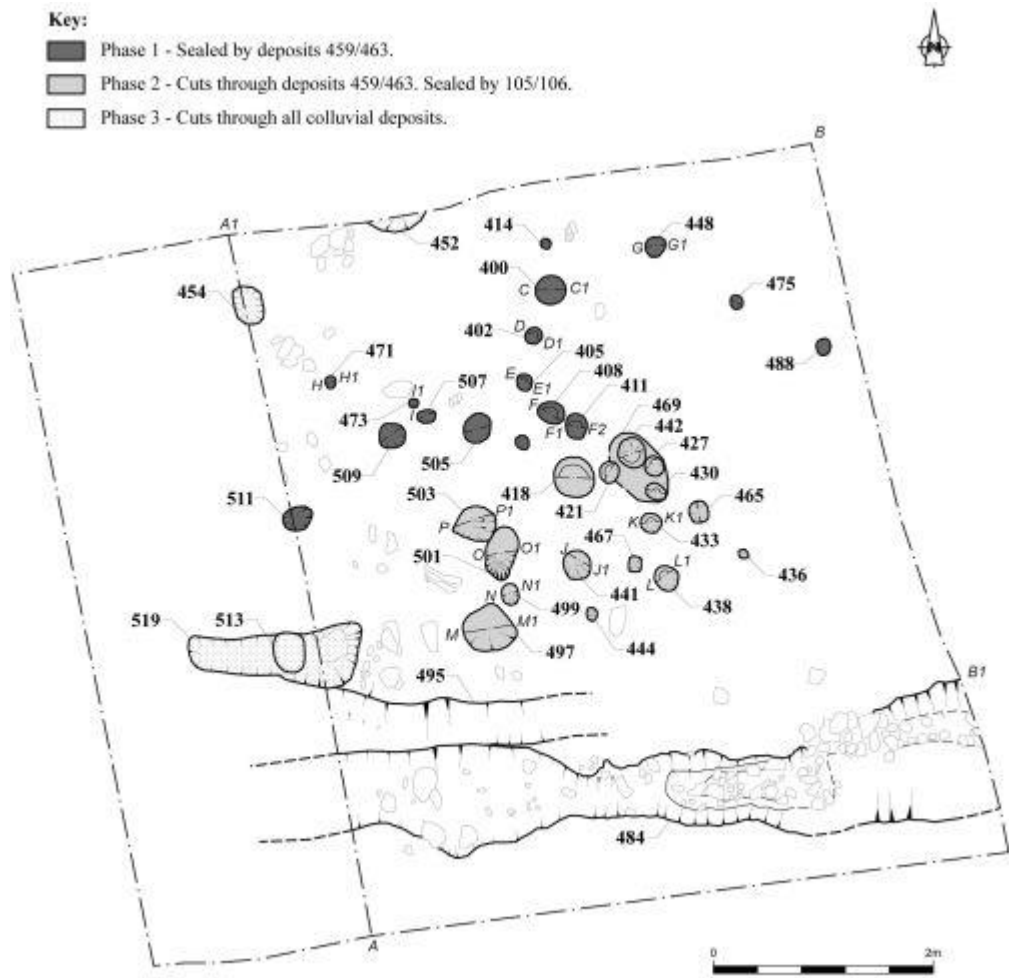 Key:
Phase 1 - Sealed by deposits 459/463.
Phase 2 - Cuts through deposits 459/463. Sealed by 105/106.
Phase 3 - Cuts through all colluvial deposits.
N
B
A1
452
414
448
G G1
400
C C1
454
475
402
D
D1
488
471
H H1
405
E
E1
408
507
I1
I
411
F
F1
F2
473
469
442
427
509
505
430
418
421
465
511
503
P1
P
K K1
433
467
O O1
501
J
J1
441
L1
L
436
438
N N1
499
444
519
513
M M1
497
495
B1
484
A
0 2m